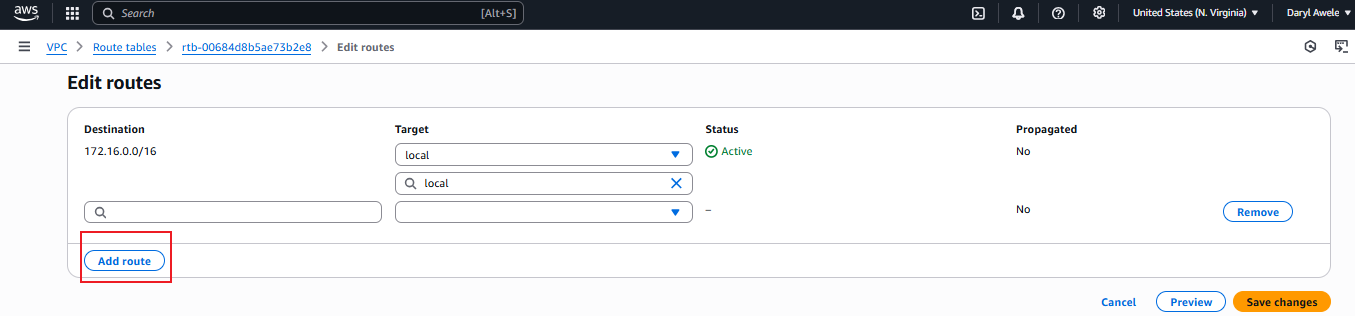 aws Search [Alt+S] United States (N. Virginia) Daryl Awele
VPC Route tables rtb-00684d8b5ae73b2e8 Edit routes
Edit routes
Destination Target Status Propagated
172.16.0.0/16 local Active No
local
– No Remove
Add route
Cancel Preview Save changes